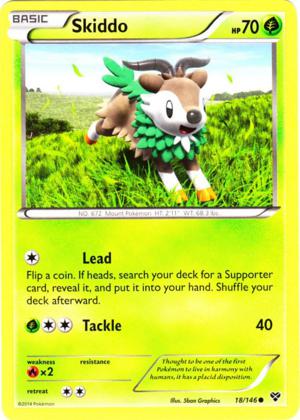 BASIC
Skiddo
HP70
NO. 672 Mount Pokémon HT: 2'11" WT: 68.3 lbs.
Lead
Flip a coin. If heads, search your deck for a Supporter
card, reveal it, and put it into your hand. Shuffle your
deck afterward.
Tackle 40
weakness resistance
×2
Thought to be one of the first
Pokémon to live in harmony with
humans, it has a placid disposition.
retreat
©2014 Pokémon
Illus. 5ban Graphics
18/146
XY